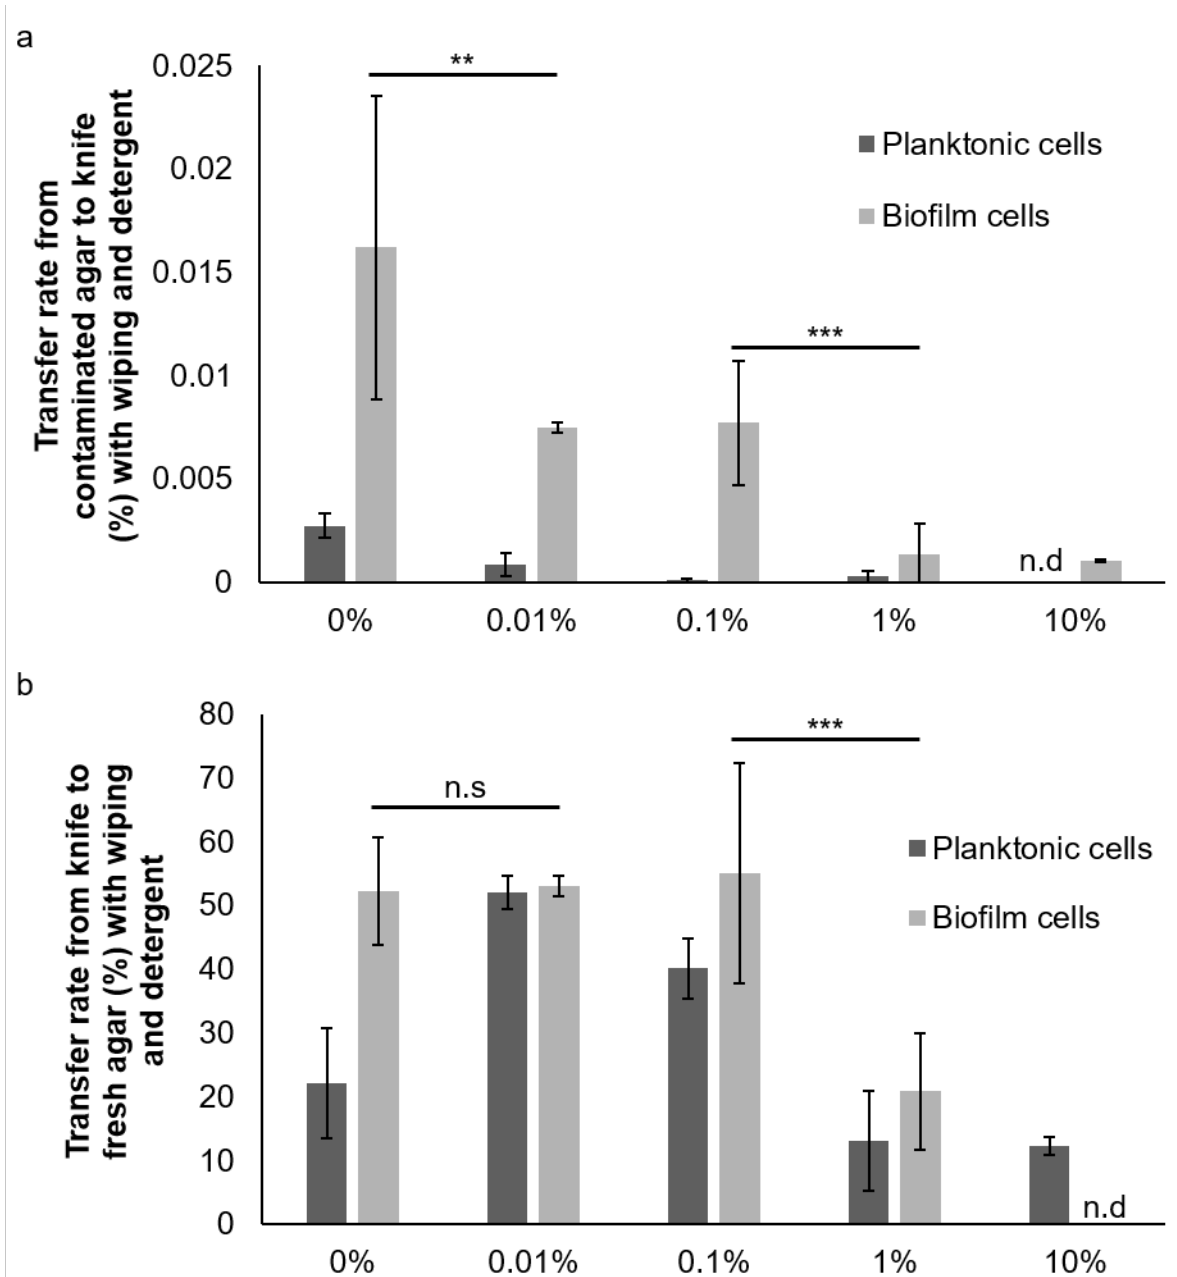 a
Transfer rate from
contaminated agar to knife
(%) with wiping and detergent
0.025
0.02
0.015
0.01
0.005
0
**
***
Planktonic cells
Biofilm cells
n.d
0%
0.01%
0.1%
1%
10%
b
Transfer rate from knife to
fresh agar (%) with wiping
and detergent
80
70
60
50
40
30
20
10
0
n.s
***
Planktonic cells
Biofilm cells
n.d
0%
0.01%
0.1%
1%
10%